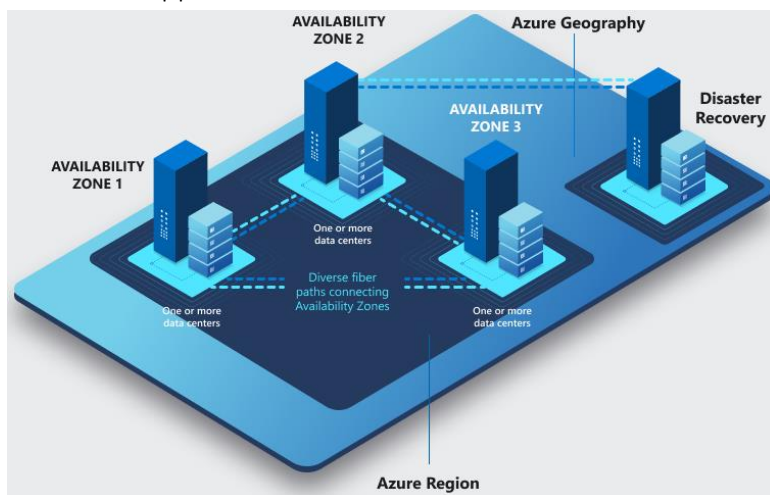 AVAILABILITY
ZONE 2
Azure Geography
Disaster
Recovery
AVAILABILITY
ZONE 3
AVAILABILITY
ZONE 1
One or more
data centers
Diverse fiber
paths connecting
Availability Zones
One or more
data centers
One or more
data centers
Azure Region